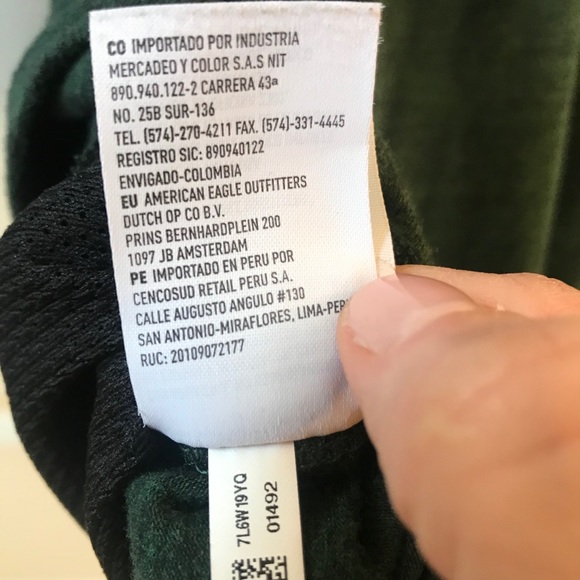 CO IMPORTADO POR INDUSTRIA
MERCADEO Y COLOR S.A.S NIT
890.940.122-2 CARRERA 43ª
NO. 25B SUR-136
TEL. (574)-270-4211 FAX. (574)-331-4445
REGISTRO SIC: 890940122
ENVIGADO-COLOMBIA
EU AMERICAN EAGLE OUTFITTERS
DUTCH OP CO B.V.
PRINS BERNHARDPLEIN 200
1097 JB AMSTERDAM
PE IMPORTADO EN PERU POR
CENCOSUD RETAIL PERU S.A.
CALLE AUGUSTO ANGULO #130
SAN ANTONIO-MIRAFLORES, LIMA-PER
RUC: 20109072177
7L6W19YQ
01492